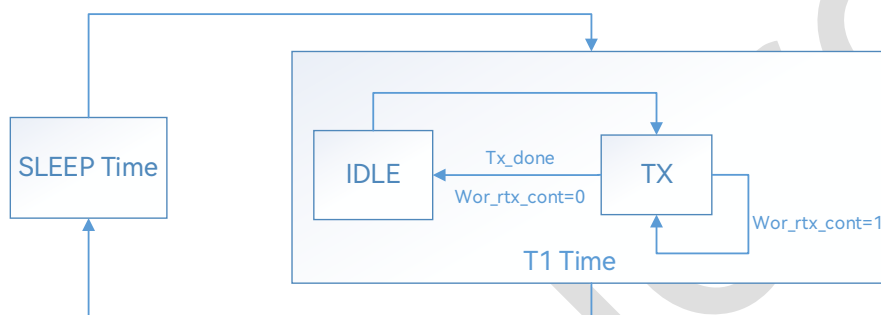 SLEEP Time
IDLE
Tx_done
Wor_rtx_cont=0
TX
Wor_rtx_cont=1
T1 Time